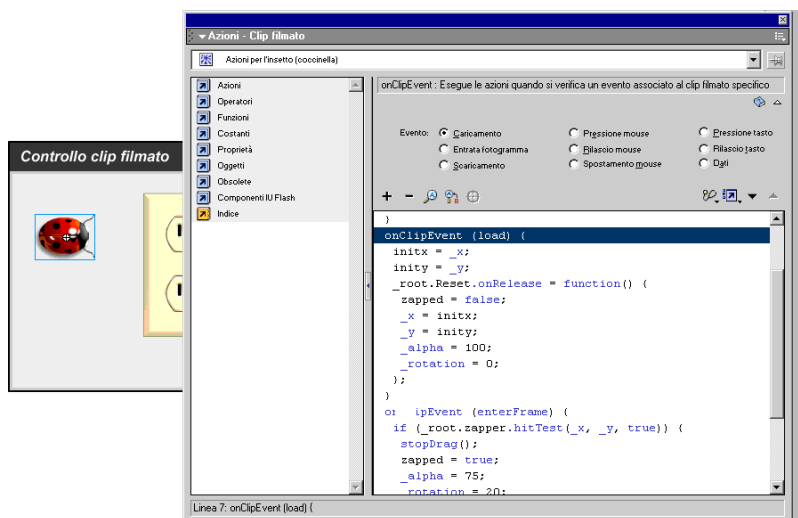 Azioni - Clip filmato
Azioni per l'insetto (coccinella)
Azioni
Operatori
Funzioni
Costanti
Proprietà
Oggetti
Obsolete
Componenti IU Flash
Indice
onClipEvent : Esegue le azioni quando si verifica un evento associato al clip filmato specifico
Evento: Caricamento Pressione mouse Pressione tasto
Entrata fotogramma Rilascio mouse Rilascio tasto
Scaricamento Spostamento mouse Dati
Controllo clip filmato
}
onClipEvent (load) {
initx = _x;
inity = _y;
_root.Reset.onRelease = function() {
zapped = false;
_x = initx;
_y = inity;
_alpha = 100;
_rotation = 0;
};
}
ipEvent (enterFrame) {
if (_root.zapper.hitTest(_x, _y, true)) {
stopDrag();
zapped = true;
_alpha = 75;
_rotation = 20;
Linea 7: onClipEvent (load) {